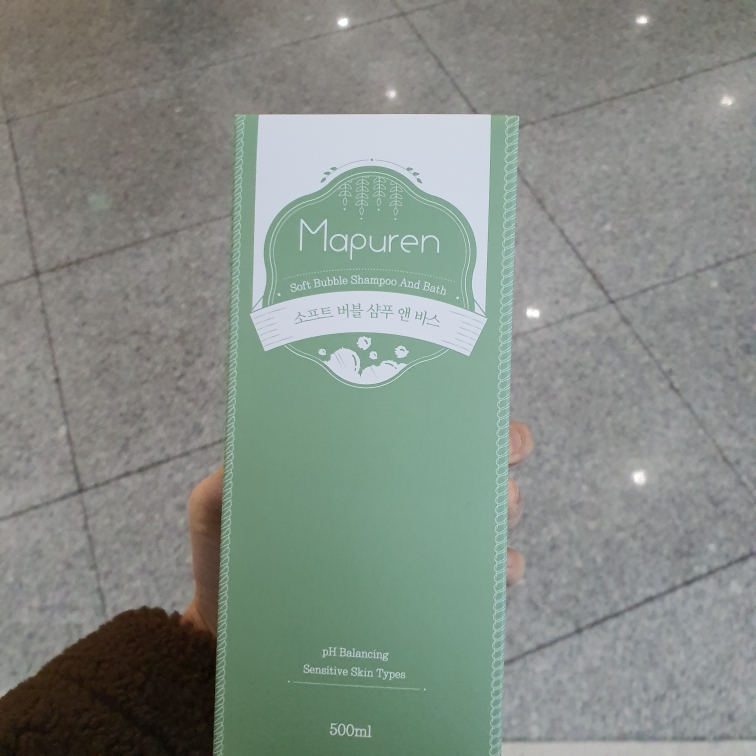 Mapuren
Soft Bubble Shampoo And Bath
소프트 버블 샴푸 앤 바스
pH Balancing
Sensitive Skin Types
500ml